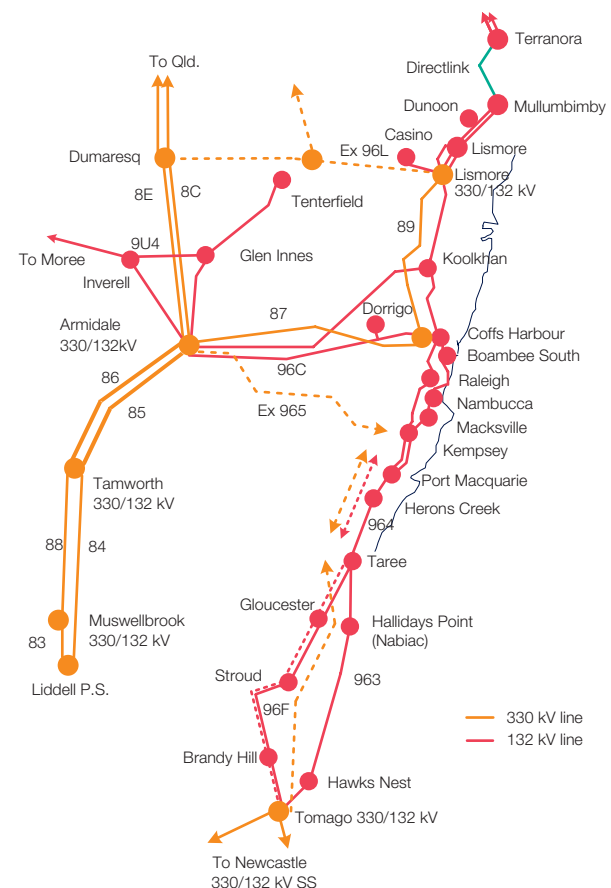 Terranora
To Qld.
Directlink
Dunoon
Mullumbimby
Casino
Ex 96L
Lismore
Dumaresq
Lismore
330/132 kV
8E
8C
Tenterfield
89
9U4
To Moree
Glen Innes
Koolkhan
Inverell
87
Dorrigo
Armidale
330/132kV
Coffs Harbour
96C
Boambee South
86
Raleigh
85
Ex 965
Nambucca
Macksville
Kempsey
Tamworth
330/132 kV
Port Macquarie
Herons Creek
964
88
84
Taree
Gloucester
Muswellbrook
330/132 kV
Hallidays Point
(Nabiac)
83
Stroud
963
Liddell P.S.
96F
330 kV line
132 kV line
Brandy Hill
Hawks Nest
Tomago 330/132 kV
To Newcastle
330/132 kV SS